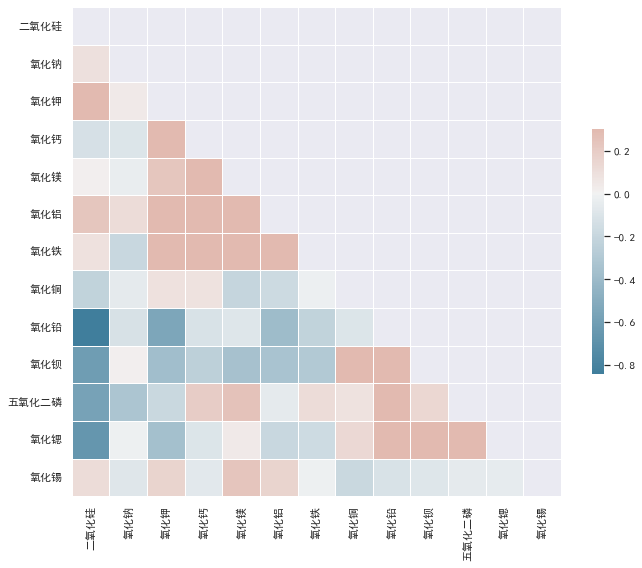 二氧化硅
氧化钠
氧化钾
氧化钙
氧化镁
氧化铝
氧化铁
氧化铜
氧化铅
氧化钡
五氧化二磷
氧化锶
氧化锡
二氧化硅
氧化钠
氧化钾
氧化钙
氧化镁
氧化铝
氧化铁
氧化铜
氧化铅
氧化钡
五氧化二磷
氧化锶
氧化锡
0.2
0.0
−0.2
−0.4
−0.6
−0.8